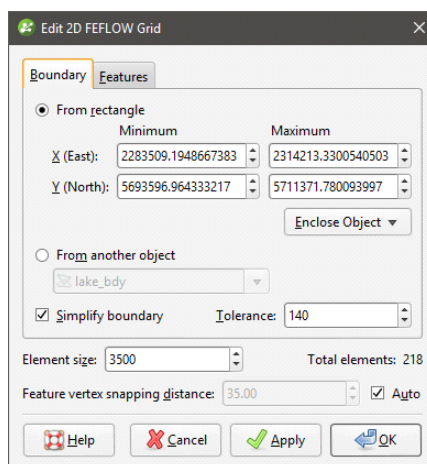 Edit 2D FEFLOW Grid
Boundary Features
From rectangle
Minimum Maximum
X (East): 2283509.1948667383 2314213.3300540503
Y (North): 5693596.964333217 5711371.780093997
Enclose Object
From another object
lake_bdy
Simplify boundary Tolerance: 140
Element size: 3500 Total elements: 218
Feature vertex snapping distance: 35.00 Auto
Help Cancel Apply OK